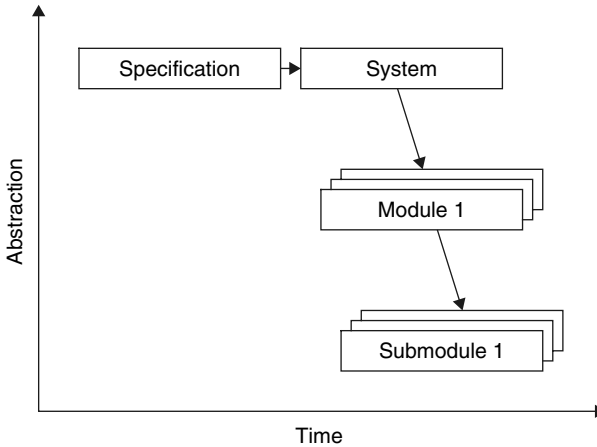 Specification
System
Abstraction
Module 1
Submodule 1
Time